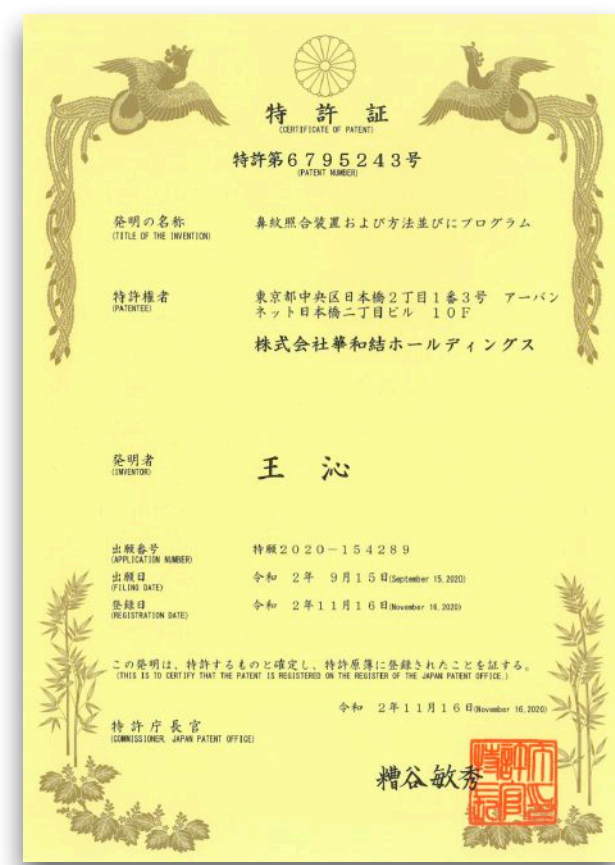 特許証
(CERTIFICATE OF PATENT)
特許第6795243号
(PATENT NUMBER)
発明の名称
(TITLE OF THE INVENTION)
鼻紋照合装置および方法並びにプログラム
特許権者
(PATENTEE)
東京都中央区日本橋2丁目1番3号 アーバン
ネット日本橋二丁目ビル 10F
株式会社華和結ホールディングス
発明者
(INVENTOR)
王 沁
出願番号
(APPLICATION NUMBER)
特願2020-154289
出願日
(FILING DATE)
令和 2年 9月15日(September 15,2020)
登録日
(REGISTRATION DATE)
令和 2年11月16日(November 16,2020)
この発明は、特許するものと確定し、特許原簿に登録されたことを証する。
(THIS IS TO CERTIFY THAT THE PATENT IS REGISTERED ON THE REGISTER OF THE JAPAN PATENT OFFICE.)
令和 2年11月16日(November 16,2020)
特許庁長官
(COMMISSIONER, JAPAN PATENT OFFICE)
糟谷敏秀